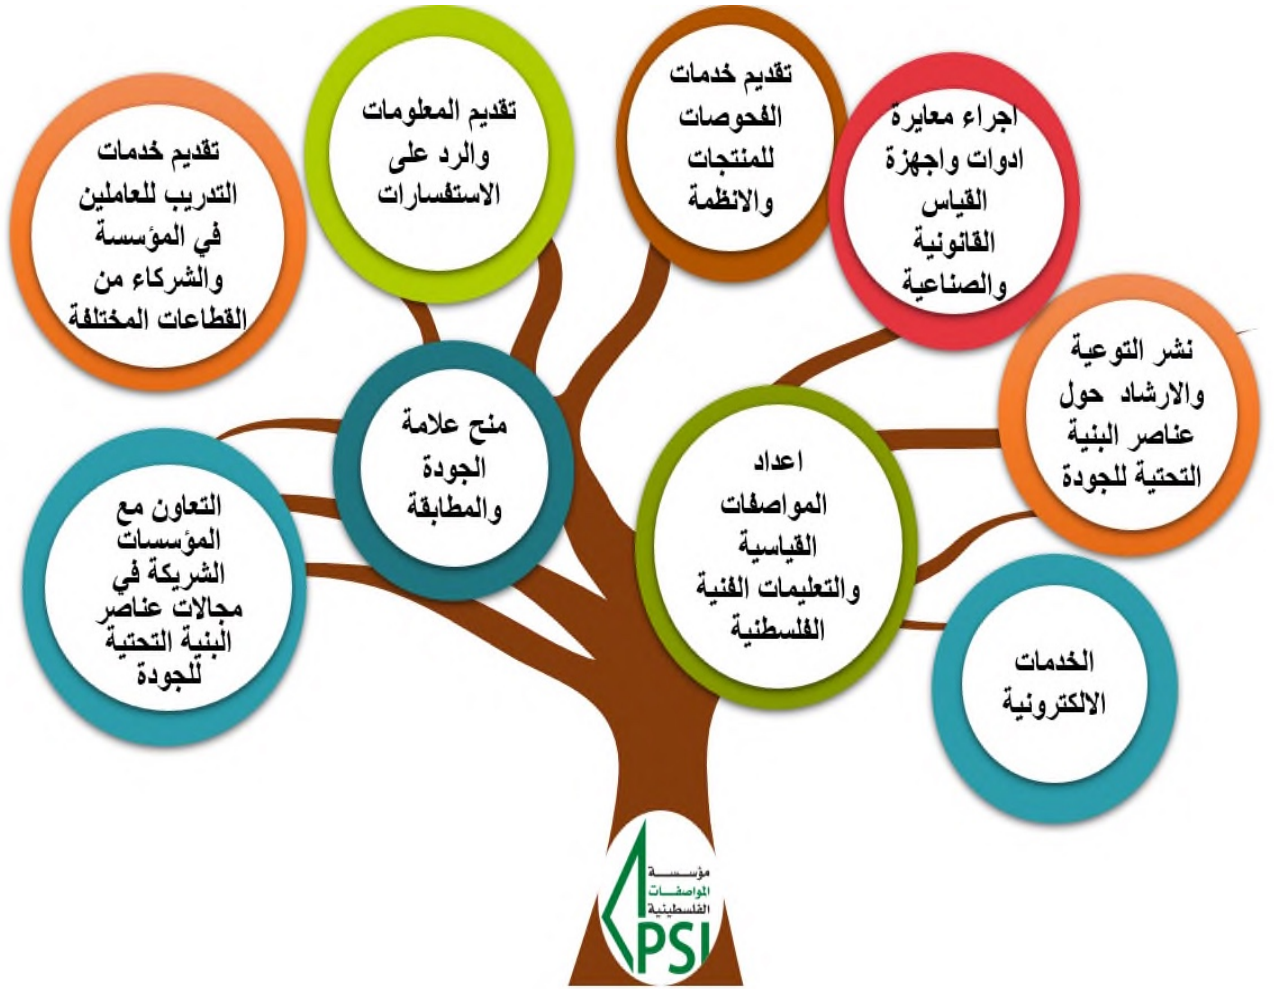 تقديم خدمات
الفحوصات
للمنتجات
والانظمة
اجراء معايرة
ادوات واجهزة
القياس
القانونية
والصناعية
تقديم المعلومات
والرد على
الاستفسارات
تقديم خدمات
التدريب للعاملين
في المؤسسة
والشركاء من
القطاعات المختلفة
نشر التوعية
والارشاد حول
عناصر البنية
التحتية للجودة
منح علامة
الجودة
والمطابقة
اعداد
المواصفات
القياسية
والتعليمات الفنية
الفلسطنية
التعاون مع
المؤسسات
الشريكة في
مجالات عناصر
البنية التحتية
للجودة
الخدمات
الالكترونية
مؤسسة
المواصفات
الفلسطينية
PSI